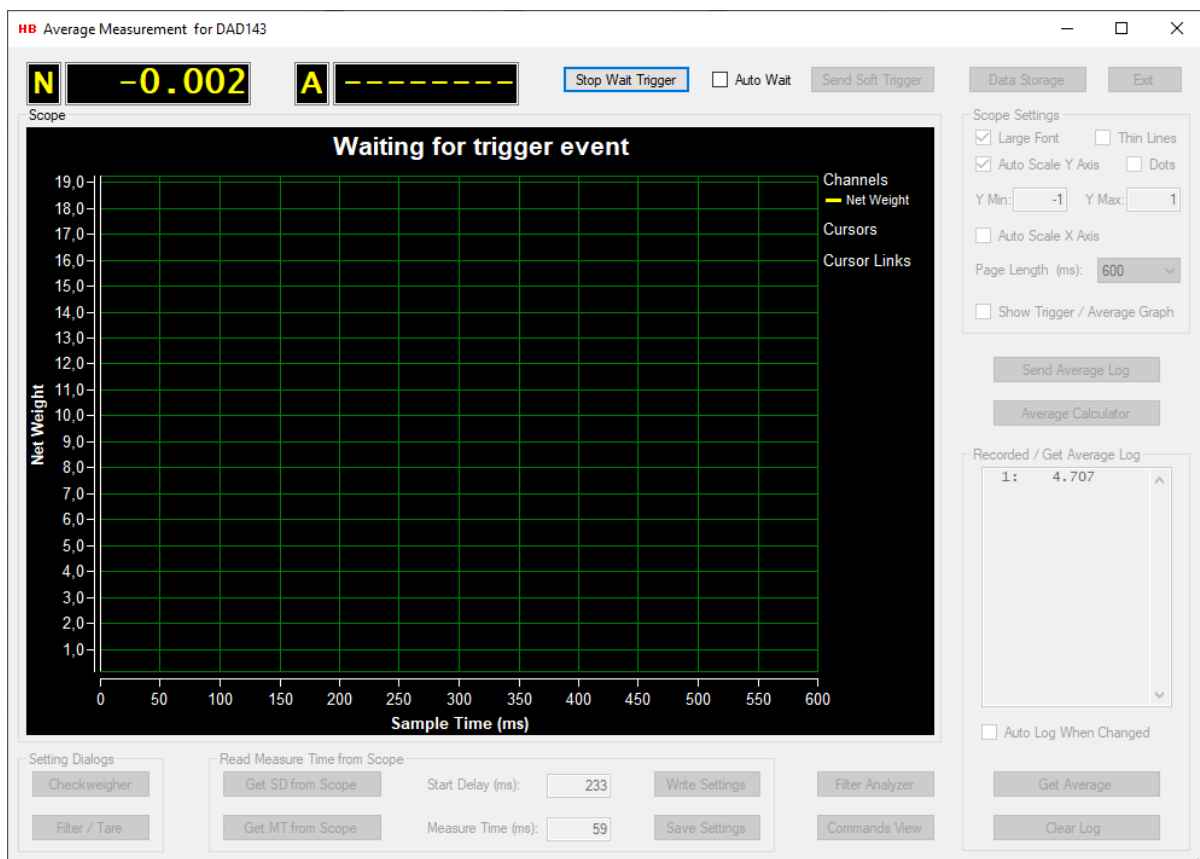 HB Average Measurement for DAD143
N -0.002 A -------- Stop Wait Trigger Auto Wait Send Soft Trigger Data Storage Exit
Scope
Waiting for trigger event
19,0
18,0
17,0
16,0
15,0
14,0
13,0
12,0
11,0
10,0
9,0
8,0
7,0
6,0
5,0
4,0
3,0
2,0
1,0
Net Weight
0 50 100 150 200 250 300 350 400 450 500 550 600
Sample Time (ms)
Channels
Net Weight
Cursors
Cursor Links
Scope Settings
Large Font Thin Lines
Auto Scale Y Axis Dots
Y Min: -1 Y Max: 1
Auto Scale X Axis
Page Length (ms): 600
Show Trigger / Average Graph
Send Average Log
Average Calculator
Recorded / Get Average Log
1: 4.707
Auto Log When Changed
Get Average
Clear Log
Setting Dialogs
Checkweigher
Filter / Tare
Read Measure Time from Scope
Get SD from Scope Start Delay (ms): 233 Write Settings
Get MT from Scope Measure Time (ms): 59 Save Settings
Filter Analyzer
Commands View